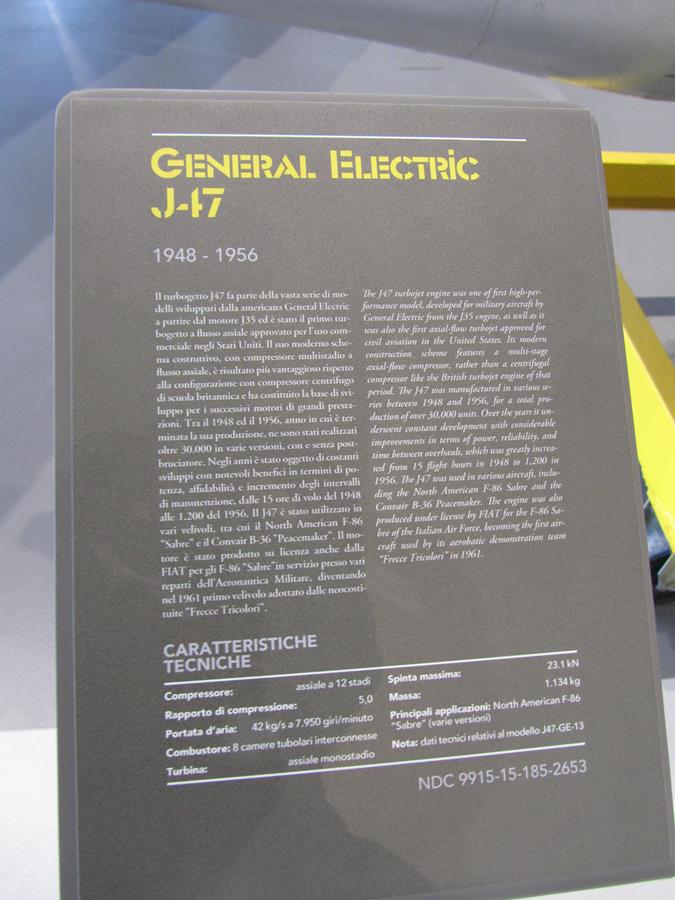 GENERAL ELECTRIC
J-47
1948 - 1956
Il turbogetto J47 fa parte della vasta serie di mo-
delli sviluppati dalla americana General Electric
a partire dal motore J35 ed è stato il primo tur-
bogetto a flusso assiale approvato per l'uso com-
merciale negli Stati Uniti. Il suo moderno sche-
ma costruttivo, con compressore multistadio a
flusso assiale, è risultato più vantaggioso rispetto
alla configurazione con compressore centrifugo
di scuola britannica e ha costituito la base di svi-
luppo per i successivi motori di grandi presta-
zioni. Tra il 1948 ed il 1956, anno in cui è ter-
minata la sua produzione, ne sono stati realizzati
oltre 30.000 in varie versioni, con e senza post-
bruciatore. Negli anni è stato oggetto di costanti
sviluppi con notevoli benefici in termini di po-
tenza, affidabilità e incremento degli intervalli
di manutenzione, dalle 15 ore di volo del 1948
alle 1.200 del 1956. Il J47 è stato utilizzato in
vari velivoli, tra cui il North American F-86
"Sabre" e il Convair B-36 "Peacemaker". Il mo-
tore è stato prodotto su licenza anche dalla
FIAT per gli F-86 "Sabre"in servizio presso vari
reparti dell'Aeronautica Militare, diventando
nel 1961 primo velivolo adottato dalle neocosti-
tuite "Frecce Tricolori".
The J47 turbojet engine was one of first high-per-
formance model, developed for military aircraft by
General Electric from the J35 engine, as well as it
was also the first axial-flow turbojet approved for
civil aviation in the United States. Its modern
construction scheme features a multi-stage
axial-flow compressor, rather than a centrifugal
compressor like the British turbojet engine of that
period. The J47 was manufactured in various se-
ries between 1948 and 1956, for a total pro-
duction of over 30,000 units. Over the years it un-
derwent constant development with considerable
improvements in terms of power, reliability, and
time between overhauls, which was greatly increa-
sed from 15 flight hours in 1948 to 1,200 in
1956. The J47 was used in various aircraft, inclu-
ding the North American F-86 Sabre and the
Convair B-36 Peacemaker. The engine was also
produced under license by FIAT for the F-86 Sa-
bre of the Italian Air Force, becoming the first air-
craft used by its aerobatic demonstration team
"Frecce Tricolori" in 1961.
CARATTERISTICHE
TECNICHE
Compressore: assiale a 12 stadi
Rapporto di compressione: 5,0
Portata d'aria: 42 kg/s a 7.950 giri/minuto
Combustore: 8 camere tubolari interconnesse
Turbina: assiale monostadio
Spinta massima: 23.1 kN
Massa: 1.134 kg
Principali applicazioni: North American F-86
"Sabre" (varie versioni)
Nota: dati tecnici relativi al modello J47-GE-13
NDC 9915-15-185-2653